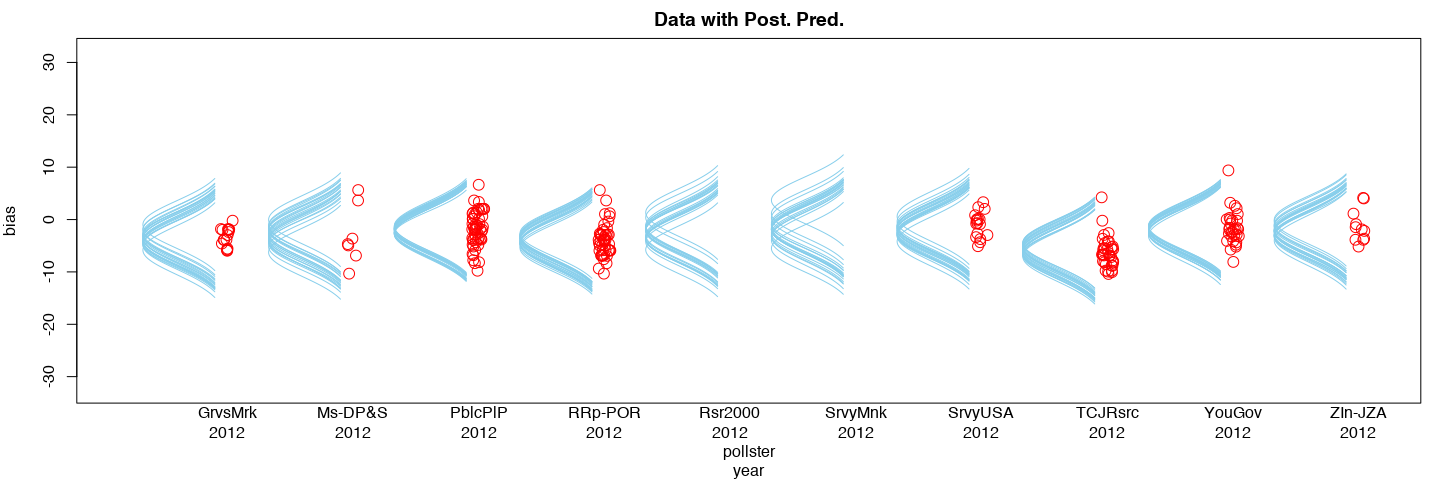 Data with Post. Pred.
bias
30
20
10
0
-10
-20
-30
GrvsMrk Ms-DP&S PblcPlP RRp-POR Rsr2000 SrvyMnk SrvyUSA TCJRsrc YouGov Zln-JZA
2012 2012 2012 2012 2012 2012 2012 2012 2012 2012
pollster
year